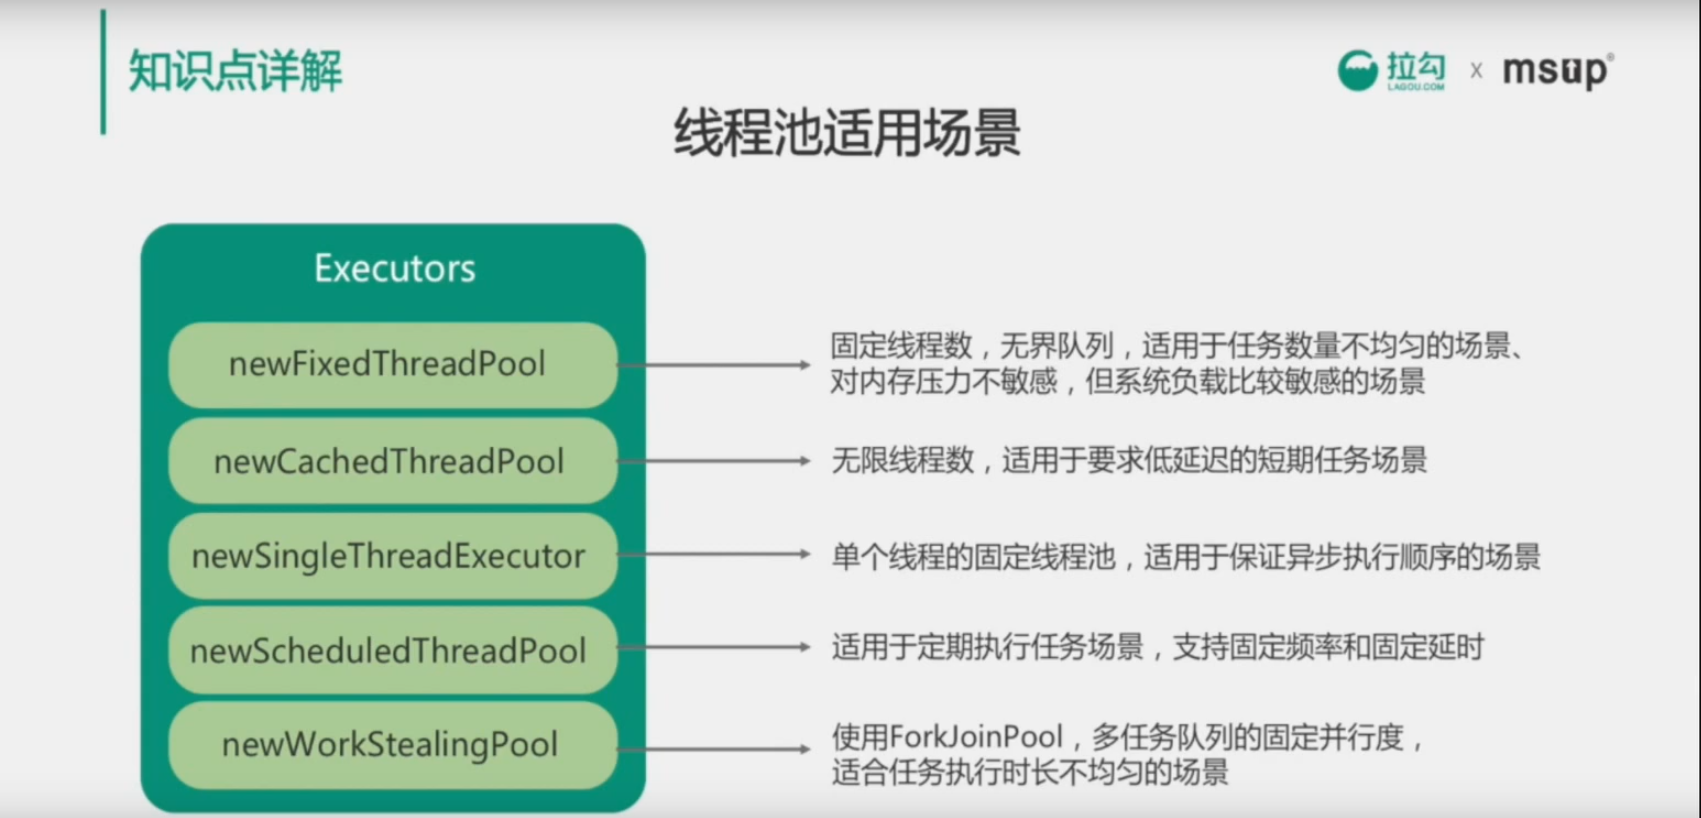 知识点详解
拉勾
LAGOU.COM
x
msup®
线程池适用场景
Executors
newFixedThreadPool
固定线程数，无界队列，适用于任务数量不均匀的场景、
对内存压力不敏感，但系统负载比较敏感的场景
newCachedThreadPool
无限线程数，适用于要求低延迟的短期任务场景
newSingleThreadExecutor
单个线程的固定线程池，适用于保证异步执行顺序的场景
newScheduledThreadPool
适用于定期执行任务场景，支持固定频率和固定延时
newWorkStealingPool
使用ForkJoinPool，多任务队列的固定并行度，
适合任务执行时长不均匀的场景